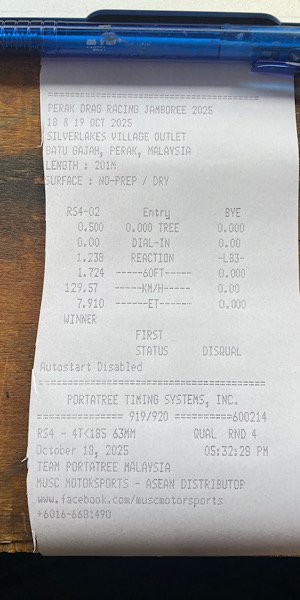 ==========================================
PERAK DRAG RACING JAMBOREE 2025
18 & 19 OCT 2025
SILVERLAKES VILLAGE OUTLET
BATU GAJAH, PERAK, MALAYSIA
LENGTH : 201M
SURFACE : NO-PREP / DRY
RS4-02 Entry BYE
0.500 0.000 TREE 0.000
0.00 DIAL-IN 0.00
1.238 REACTION -LB3-
1.724 -----60FT----- 0.000
129.57 -----KM/H----- 0.00
7.910 ------ET------ 0.000
WINNER
FIRST
STATUS DISQUAL
Autostart Disabled
==========================================
PORTATREE TIMING SYSTEMS, INC.
=============== 919/920 ==========600214
RS4 - 4T<185 63MM QUAL RND 4
October 18, 2025 05:32:28 PM
TEAM PORTATREE MALAYSIA
MUSC MOTORSPORTS - ASEAN DISTRIBUTOR
www.facebook.com/muscmotorsports
+6016-6681490